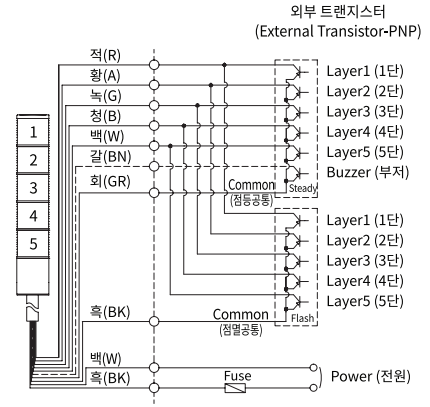 외부 트랜지스터
(External Transistor-PNP)
적(R)
황(A)
녹(G)
청(B)
백(W)
갈(BN)
회(GR)
Common
(점등공통)
Steady
Layer1 (1단)
Layer2 (2단)
Layer3 (3단)
Layer4 (4단)
Layer5 (5단)
Buzzer (부저)
1
2
3
4
5
Layer1 (1단)
Layer2 (2단)
Layer3 (3단)
Layer4 (4단)
Layer5 (5단)
흑(BK)
Common
(점멸공통)
Flash
백(W)
흑(BK)
Fuse
Power (전원)